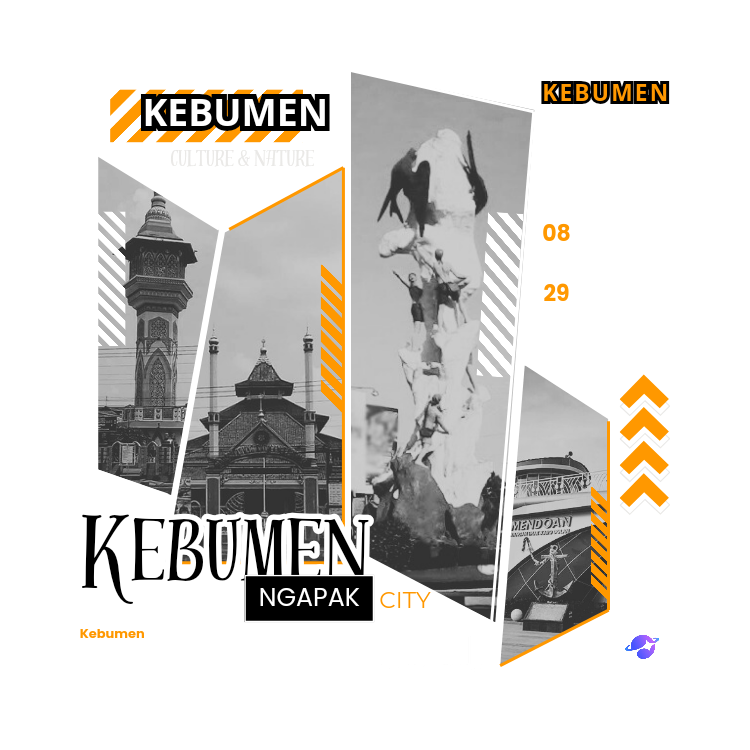 KEBUMEN
KEBUMEN
CULTURE & NATURE
08
29
MENDOAN
KEBUMEN
NGAPAK
CITY
Kebumen